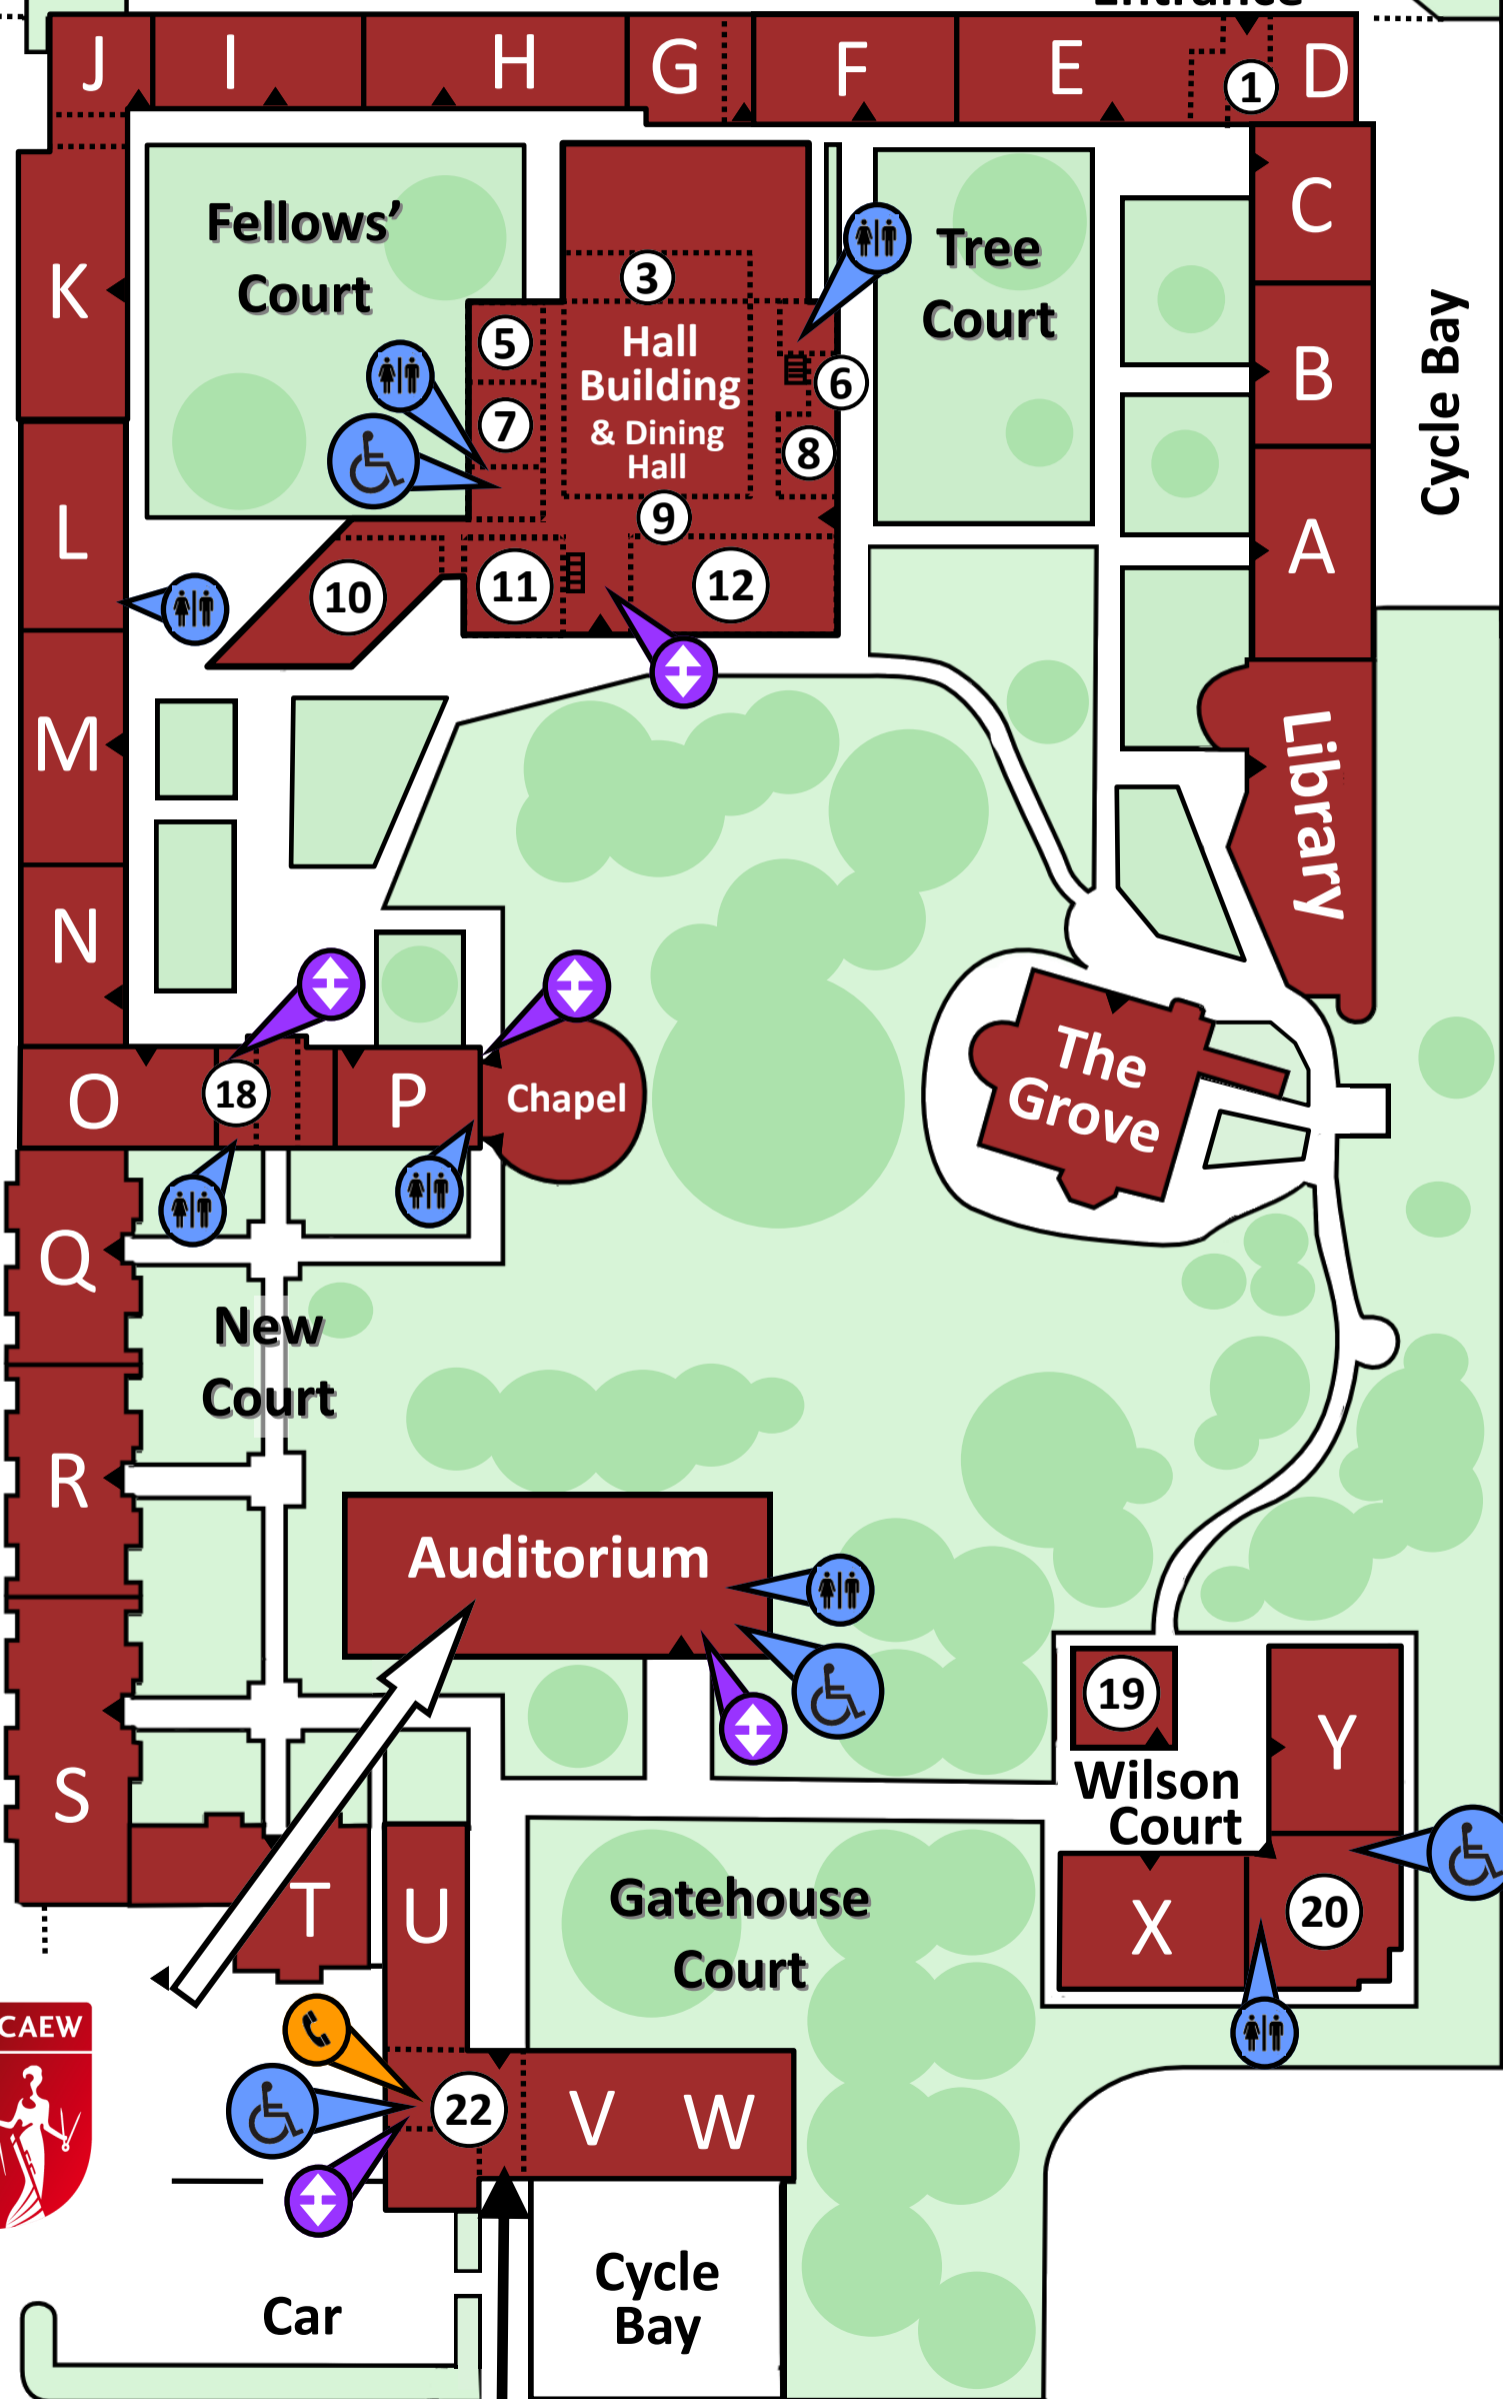 J
I
H
G
F
E
1
D
C
B
A
K
L
M
N
Fellows’
Court
3
Hall
Building
& Dining
Hall
5
7
6
8
9
10
11
12
Tree
Court
Cycle Bay
Library
O
18
P
Chapel
The
Grove
Q
R
S
New
Court
Auditorium
19
Wilson
Court
Y
X
20
T
U
Gatehouse
Court
CAEW
22
V
W
Car
Cycle
Bay